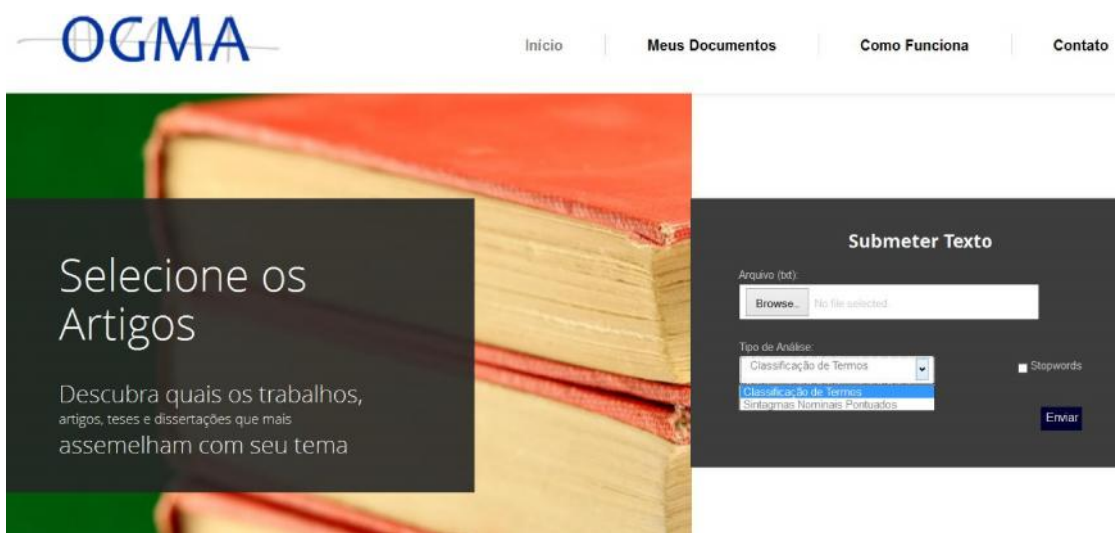 OGMA
Início
Meus Documentos
Como Funciona
Contato
Selecione os
Artigos
Descubra quais os trabalhos,
artigos, teses e dissertações que mais
assemelham com seu tema
Submeter Texto
Arquivo (txt):
Browse.. No file selected.
Tipo de Análise:
Classificação de Termos
Stopwords
Classificação de Termos
Sintagmas Nominais Pontuados
Enviar